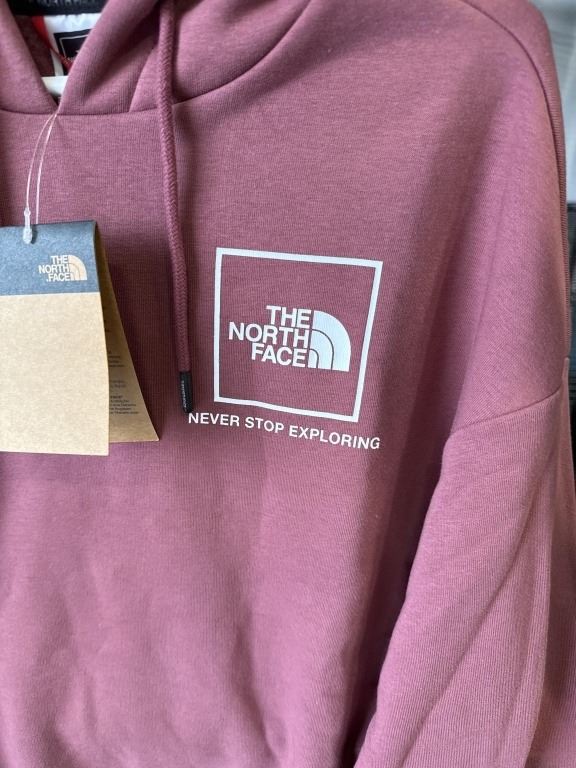 THE
NORTH
FACE
THE
NORTH
FACE
NEVER STOP EXPLORING